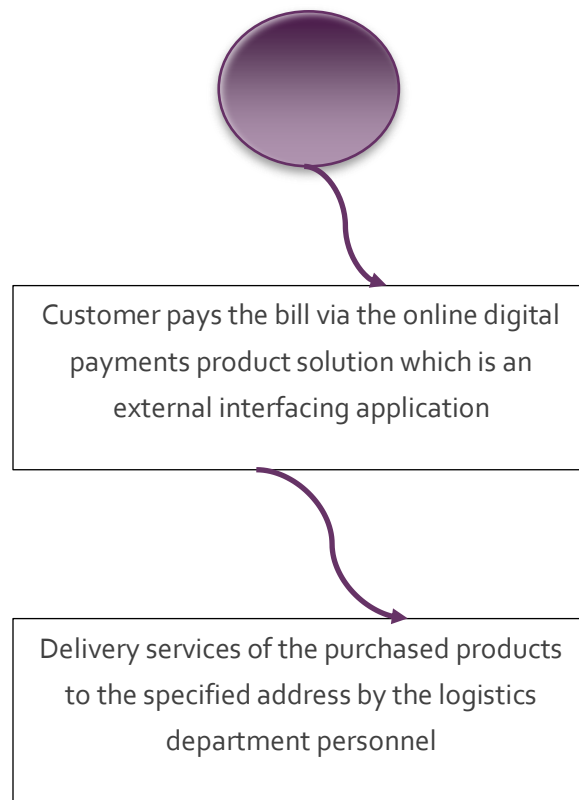 Customer pays the bill via the online digital
payments product solution which is an
external interfacing application
Delivery services of the purchased products
to the specified address by the logistics
department personnel